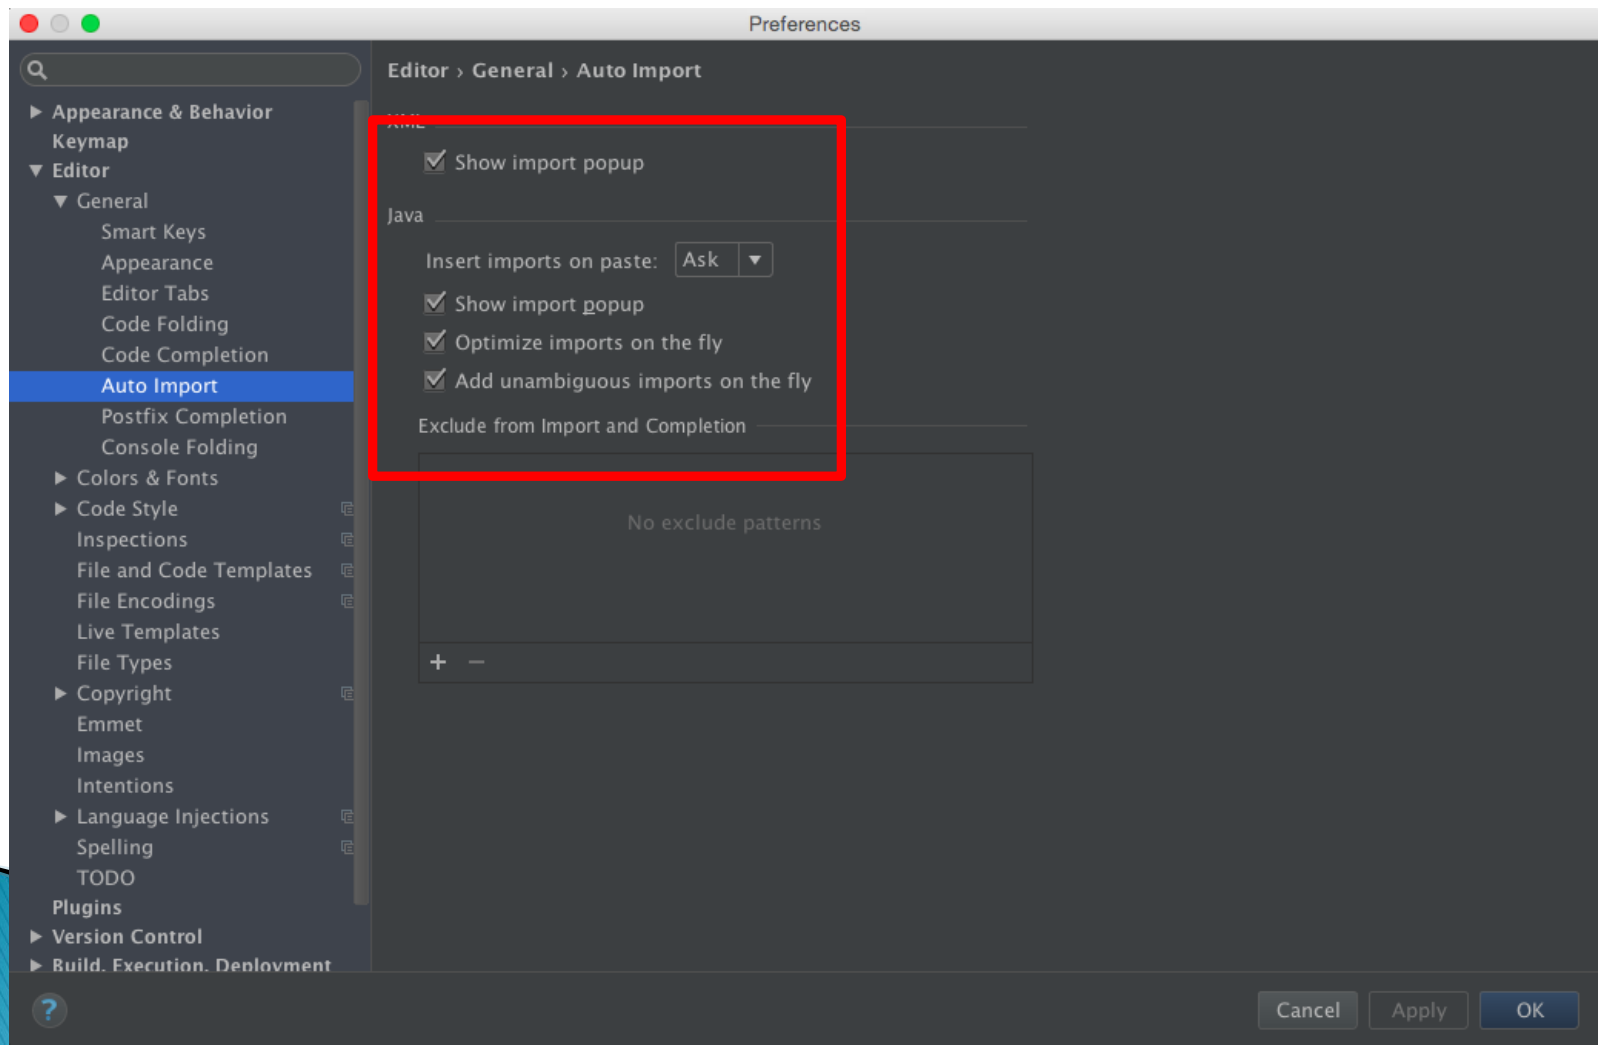 Preferences
Appearance & Behavior
Keymap
Editor
General
Smart Keys
Appearance
Editor Tabs
Code Folding
Code Completion
Auto Import
Postfix Completion
Console Folding
Colors & Fonts
Code Style
Inspections
File and Code Templates
File Encodings
Live Templates
File Types
Copyright
Emmet
Images
Intentions
Language Injections
Spelling
TODO
Plugins
Version Control
Build, Execution, Deployment
Editor › General › Auto Import
XML
Show import popup
Java
Insert imports on paste: Ask
Show import popup
Optimize imports on the fly
Add unambiguous imports on the fly
Exclude from Import and Completion
No exclude patterns
+ −
? Cancel Apply OK